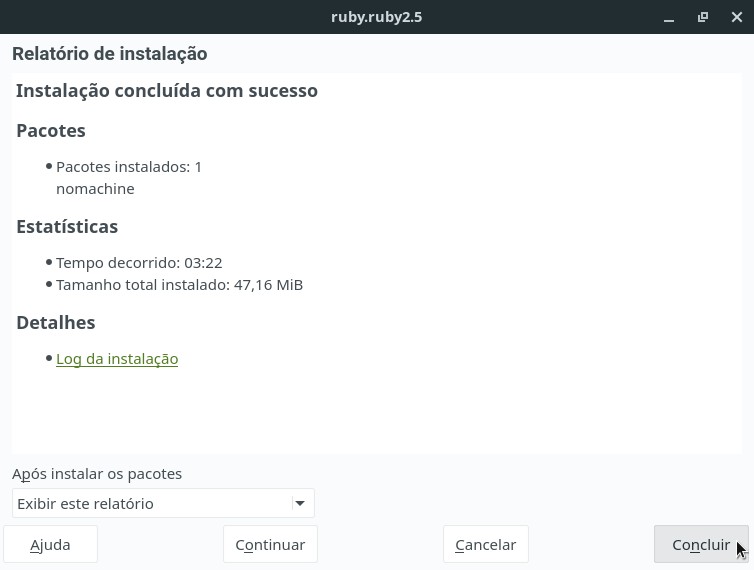 ruby.ruby2.5
Relatório de instalação
Instalação concluída com sucesso
Pacotes
Pacotes instalados: 1
nomachine
Estatísticas
Tempo decorrido: 03:22
Tamanho total instalado: 47,16 MiB
Detalhes
Log da instalação
Após instalar os pacotes
Exibir este relatório
Ajuda
Continuar
Cancelar
Concluir